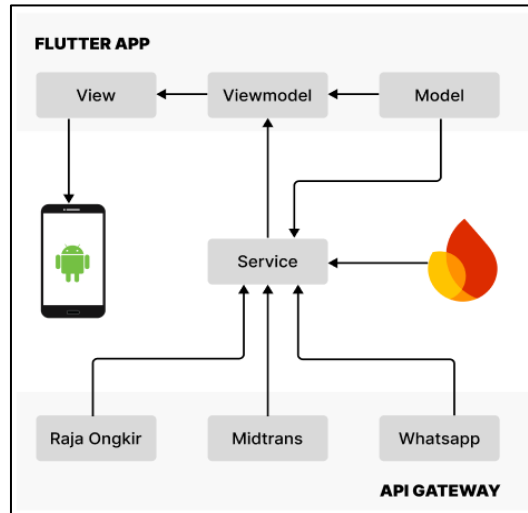 FLUTTER APP
View
Viewmodel
Model
Service
Raja Ongkir
Midtrans
Whatsapp
API GATEWAY